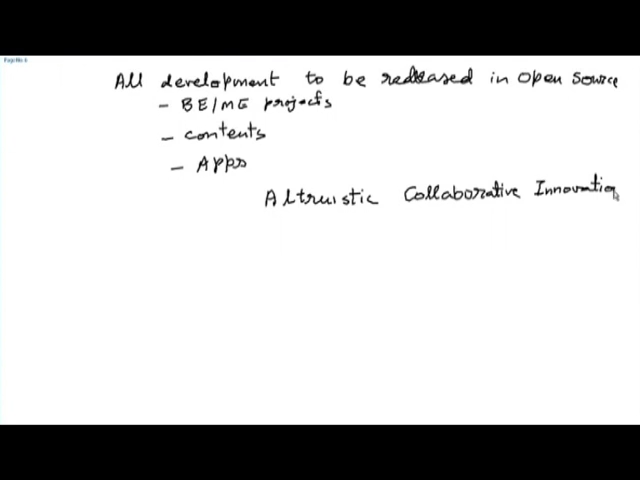 All development to be released in open source
- BE/ME projects
- contents
- Apps
Altruistic Collaborative Innovation